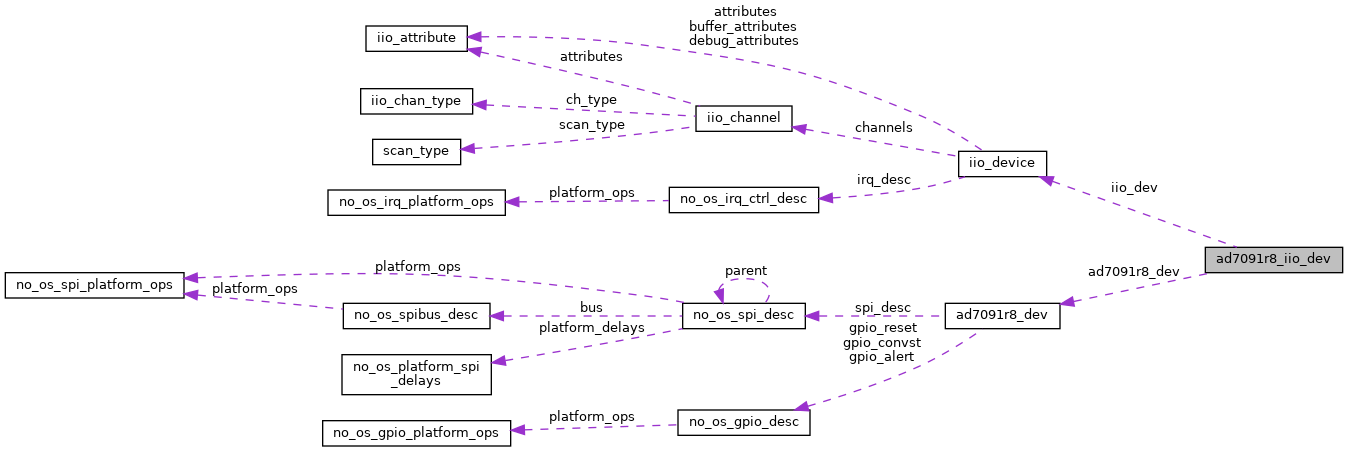 attributes
buffer_attributes
debug_attributes
iio_attribute
attributes
iio_chan_type
ch_type
iio_channel
scan_type
channels
scan_type
iio_device
irq_desc
iio_dev
no_os_irq_platform_ops
platform_ops
no_os_irq_ctrl_desc
ad7091r8_iio_dev
platform_ops
parent
ad7091r8_dev
no_os_spi_platform_ops
platform_ops
no_os_spibus_desc
bus
no_os_spi_desc
spi_desc
ad7091r8_dev
platform_delays
gpio_reset
gpio_convst
gpio_alert
no_os_platform_spi
_delays
platform_ops
no_os_gpio_desc
no_os_gpio_platform_ops